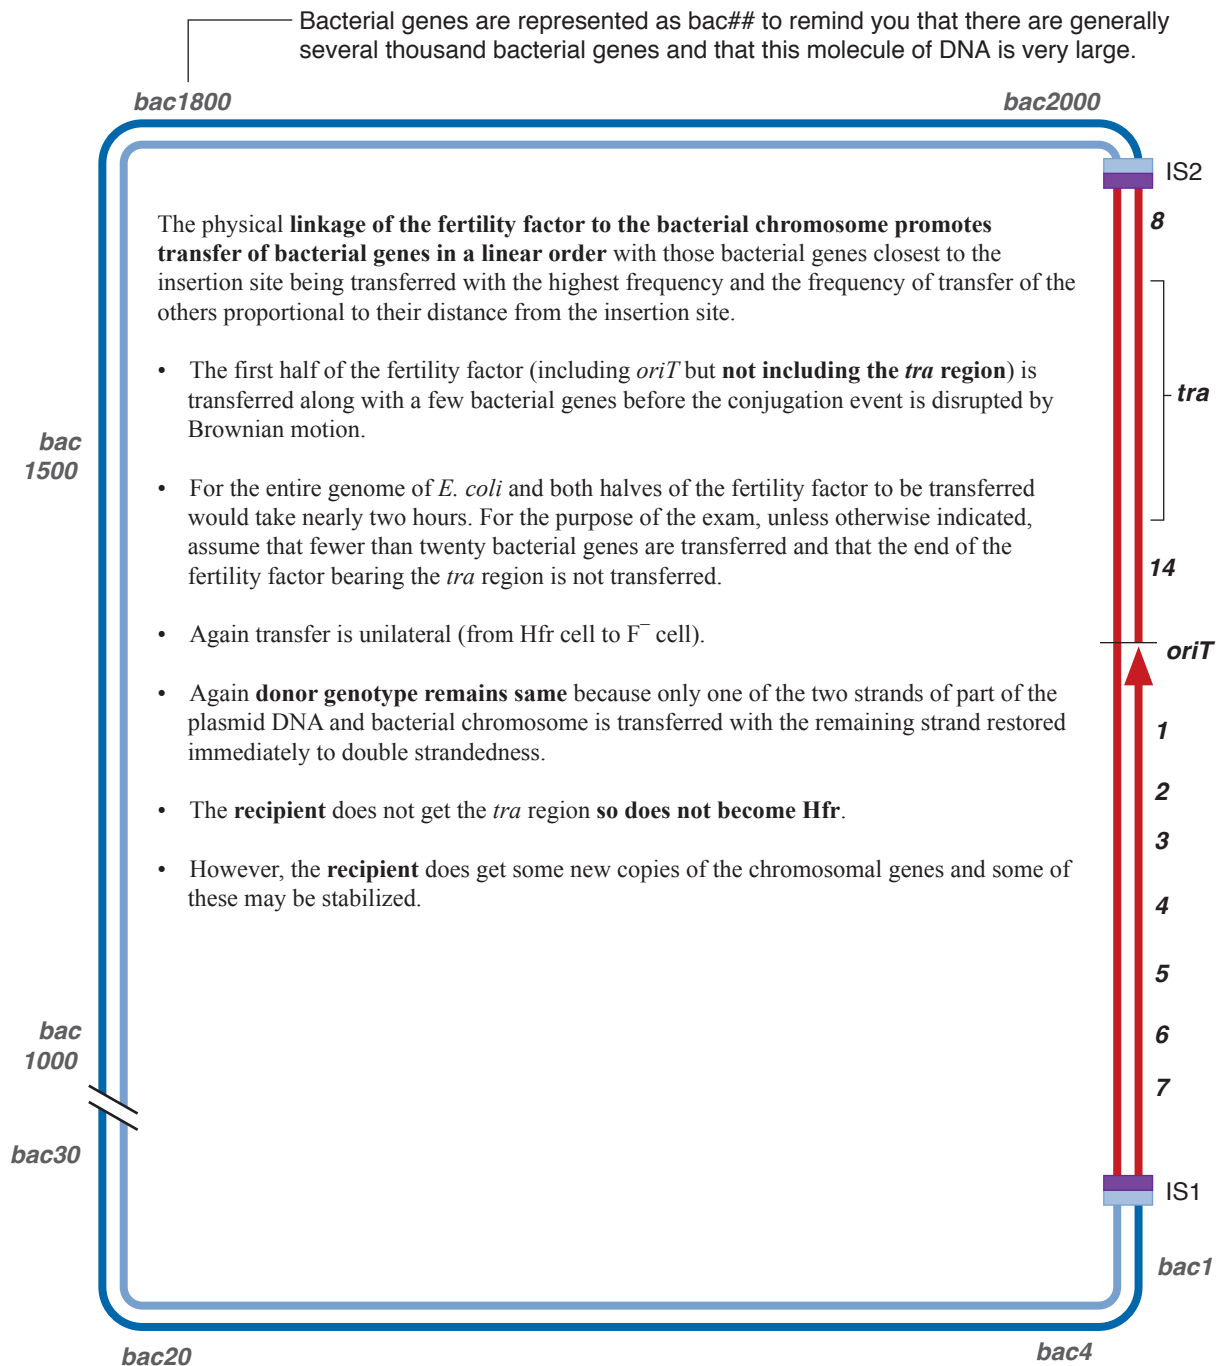 Bacterial genes are represented as bac## to remind you that there are generally
several thousand bacterial genes and that this molecule of DNA is very large.
bac1800
bac2000
IS2
8
The physical linkage of the fertility factor to the bacterial chromosome promotes
transfer of bacterial genes in a linear order with those bacterial genes closest to the
insertion site being transferred with the highest frequency and the frequency of transfer of the
others proportional to their distance from the insertion site.
• The first half of the fertility factor (including oriT but not including the tra region) is
transferred along with a few bacterial genes before the conjugation event is disrupted by
Brownian motion.
tra
bac
1500
• For the entire genome of E. coli and both halves of the fertility factor to be transferred
would take nearly two hours. For the purpose of the exam, unless otherwise indicated,
assume that fewer than twenty bacterial genes are transferred and that the end of the
fertility factor bearing the tra region is not transferred.
14
• Again transfer is unilateral (from Hfr cell to F⁻ cell).
oriT
• Again donor genotype remains same because only one of the two strands of part of the
plasmid DNA and bacterial chromosome is transferred with the remaining strand restored
immediately to double strandedness.
1
2
• The recipient does not get the tra region so does not become Hfr.
3
• However, the recipient does get some new copies of the chromosomal genes and some of
these may be stabilized.
4
5
6
7
bac
1000
bac30
IS1
bac1
bac4
bac20